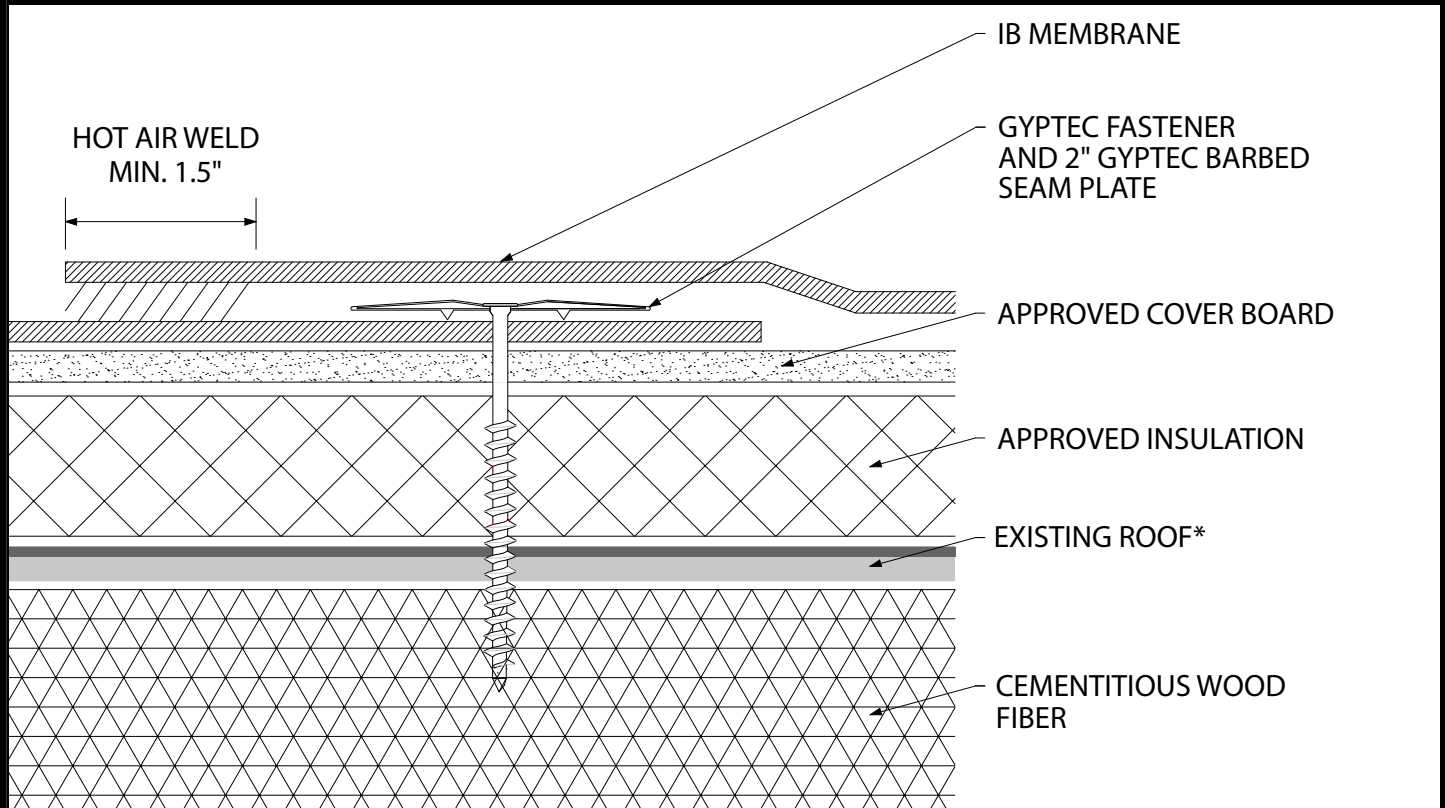 IB MEMBRANE
HOT AIR WELD
MIN. 1.5"
GYPTEC FASTENER
AND 2" GYPTEC BARBED
SEAM PLATE
APPROVED COVER BOARD
APPROVED INSULATION
EXISTING ROOF*
CEMENTITIOUS WOOD
FIBER